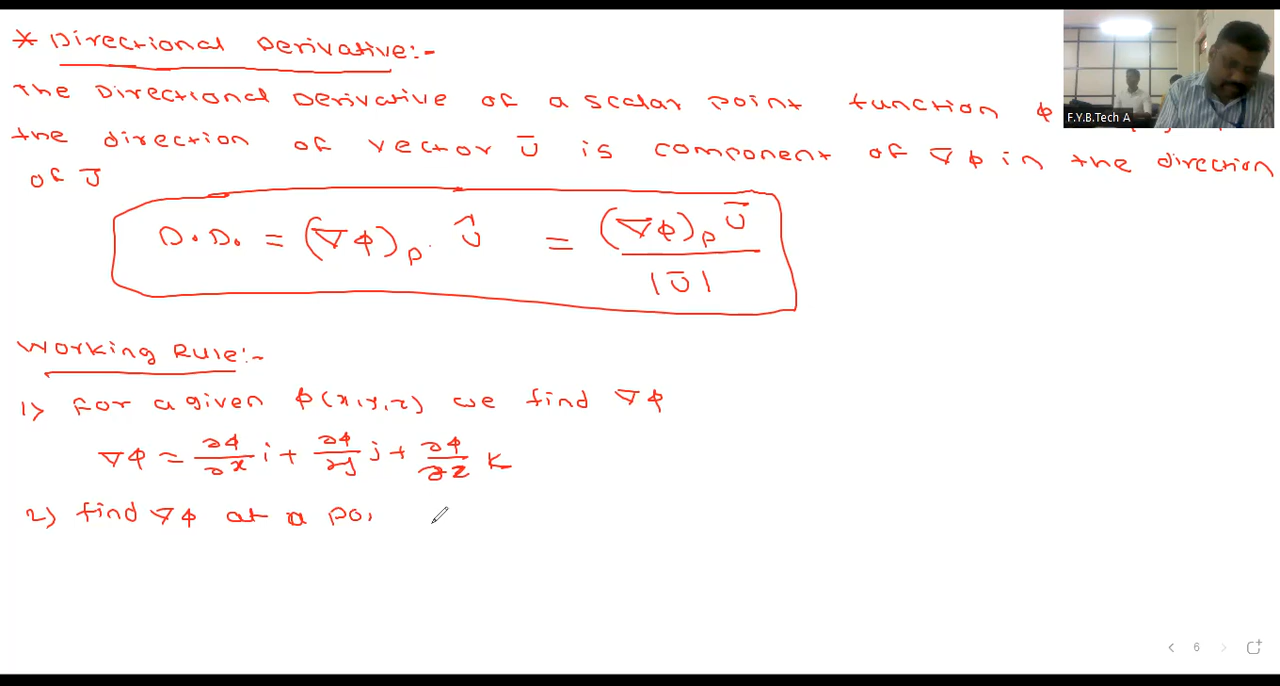 * Directional Derivative:-
The Directional Derivative of a scalar point function φ
the direction of vector ū is component of ∇φ in the direction
of ū
D.D. = (∇φ)ₚ · û = (∇φ)ₚ ū / |ū|
Working Rule:-
1) For a given φ(x,y,z) we find ∇φ
∇φ = ∂φ/∂x i + ∂φ/∂y j + ∂φ/∂z k
2) find ∇φ at a poi
F.Y.B.Tech A
6